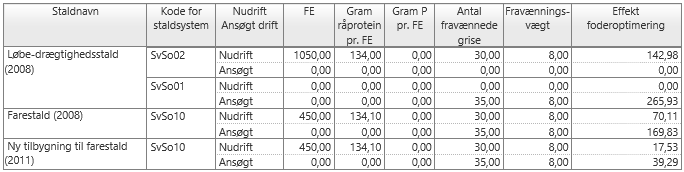 Staldnavn Kode for staldsystem Nudrift Ansøgt drift FE Gram råprotein pr. FE Gram P pr. FE Antal fravænnede grise Fravænnings-vægt Effekt foderoptimering
Løbe-drægtighedsstald SvSo02 Nudrift 1050,00 134,00 0,00 30,00 8,00 142,98
(2008) Ansøgt 0,00 0,00 0,00 0,00 0,00 0,00
SvSo01 Nudrift 0,00 0,00 0,00 0,00 0,00 0,00
Ansøgt 0,00 0,00 0,00 35,00 8,00 265,93
Farestald (2008) SvSo10 Nudrift 450,00 134,10 0,00 30,00 8,00 70,11
Ansøgt 0,00 0,00 0,00 35,00 8,00 169,83
Ny tilbygning til farestald SvSo10 Nudrift 450,00 134,10 0,00 30,00 8,00 17,53
(2011) Ansøgt 0,00 0,00 0,00 35,00 8,00 39,29